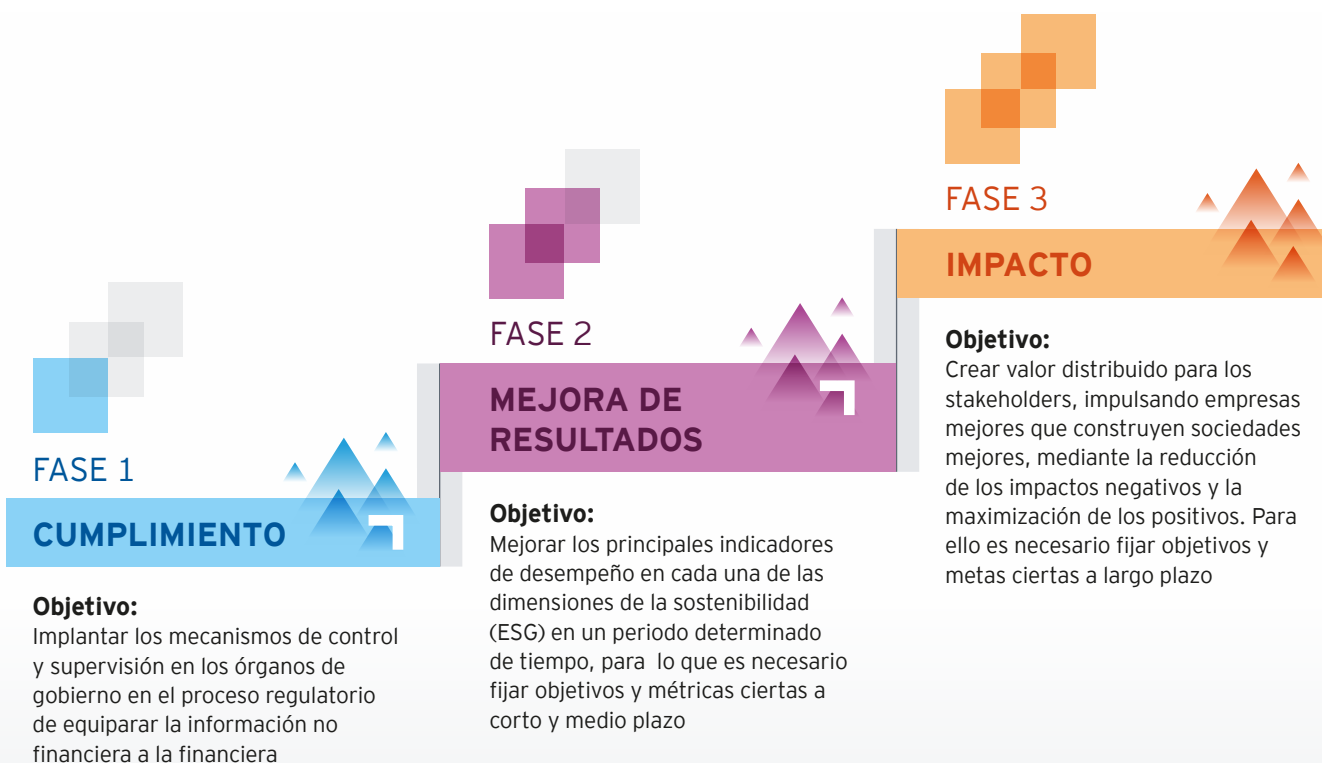 FASE 1
CUMPLIMIENTO
Objetivo:
Implantar los mecanismos de control
y supervisión en los órganos de
gobierno en el proceso regulatorio
de equiparar la información no
financiera a la financiera
FASE 2
MEJORA DE
RESULTADOS
Objetivo:
Mejorar los principales indicadores
de desempeño en cada una de las
dimensiones de la sostenibilidad
(ESG) en un periodo determinado
de tiempo, para  lo que es necesario
fijar objetivos y métricas ciertas a
corto y medio plazo
FASE 3
IMPACTO
Objetivo:
Crear valor distribuido para los
stakeholders, impulsando empresas
mejores que construyen sociedades
mejores, mediante la reducción
de los impactos negativos y la
maximización de los positivos. Para
ello es necesario fijar objetivos y
metas ciertas a largo plazo